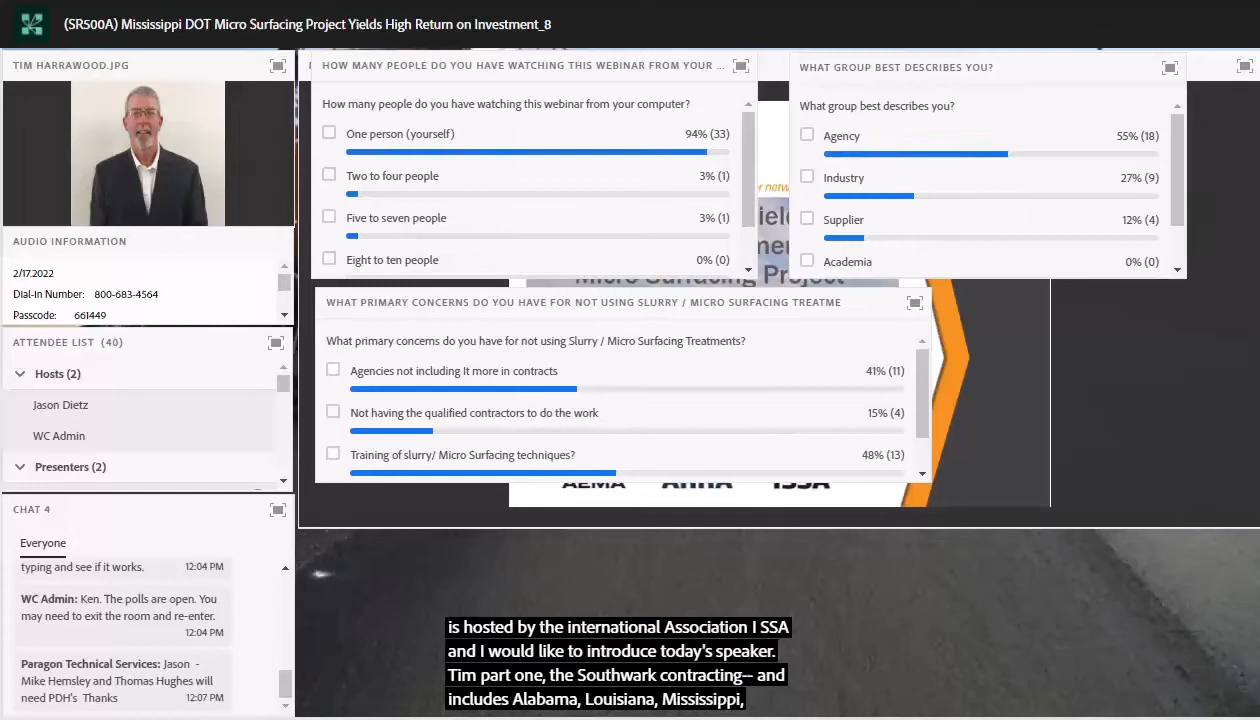 (SR500A) Mississippi DOT Micro Surfacing Project Yields High Return on Investment_8
TIM HARRAWOOD.JPG
AUDIO INFORMATION
2/17.2022
Dial-In Number: 800-683-4564
Passcode: 661449
ATTENDEE LIST (40)
Hosts (2)
Jason Dietz
WC Admin
Presenters (2)
CHAT 4
Everyone
typing and see if it works. 12:04 PM
WC Admin: Ken. The polls are open. You
may need to exit the room and re-enter.
12:04 PM
Paragon Technical Services: Jason -
Mike Hemsley and Thomas Hughes will
need PDH's Thanks 12:07 PM
HOW MANY PEOPLE DO YOU HAVE WATCHING THIS WEBINAR FROM YOUR ...
How many people do you have watching this webinar from your computer?
One person (yourself) 94% (33)
Two to four people 3% (1)
Five to seven people 3% (1)
Eight to ten people 0% (0)
WHAT GROUP BEST DESCRIBES YOU?
What group best describes you?
Agency 55% (18)
Industry 27% (9)
Supplier 12% (4)
Academia 0% (0)
Micro Surfacing Project
WHAT PRIMARY CONCERNS DO YOU HAVE FOR NOT USING SLURRY / MICRO SURFACING TREATME
What primary concerns do you have for not using Slurry / Micro Surfacing Treatments?
Agencies not including It more in contracts 41% (11)
Not having the qualified contractors to do the work 15% (4)
Training of slurry/ Micro Surfacing techniques? 48% (13)
AEMA ISSA
is hosted by the international Association I SSA
and I would like to introduce today's speaker.
Tim part one, the Southwark contracting-- and
includes Alabama, Louisiana, Mississippi,